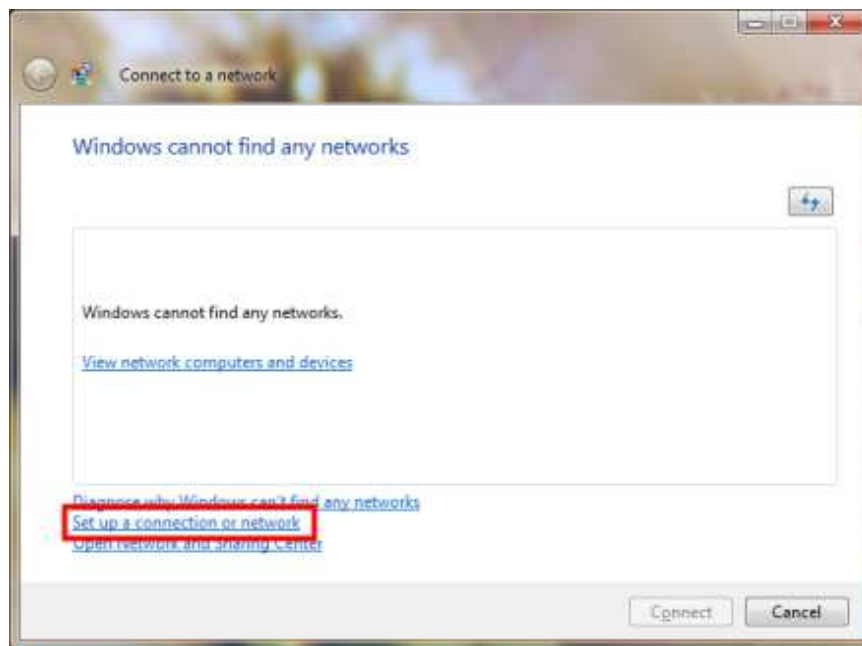 Connect to a network
Windows cannot find any networks
Windows cannot find any networks.
View network computers and devices
Diagnose why Windows can't find any networks
Set up a connection or network
Open Network and Sharing Center
Connect
Cancel